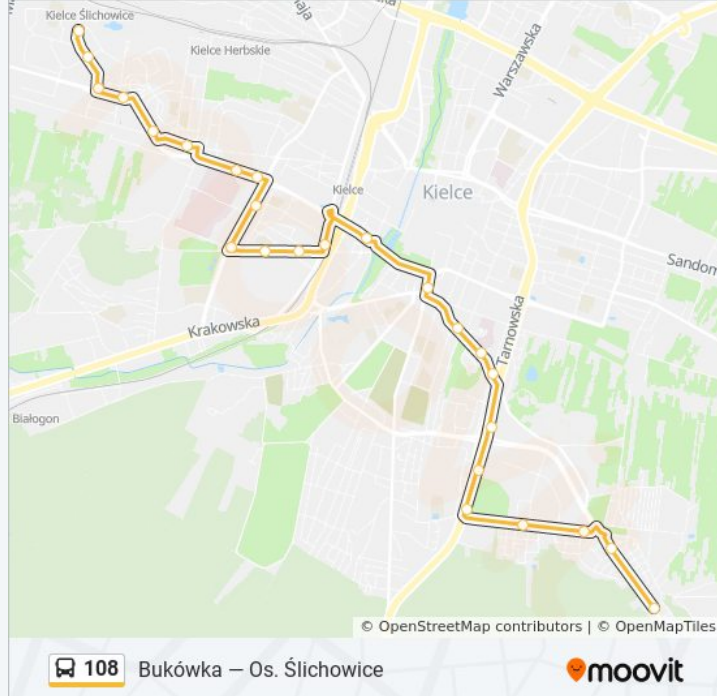 Kielce Ślichowice
Kielce Herbskie
Warszawska
Kielce
Kielce
Sandom
Krakowska
Tarnowska
Białogon
© OpenStreetMap contributors | © OpenMapTiles
108 Bukówka — Os. Ślichowice
moovit